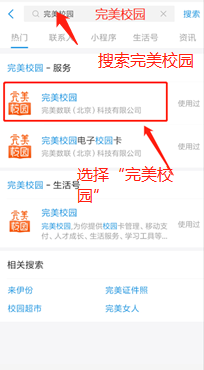 完美校园 完美校园 搜索
热门 联系人 小程序 生活号 资讯
搜索完美校园
完美校园 - 服务
完美校园
完美数联（北京）科技有限公司 使用过
完美校园电子校园卡
完美数联（北京）科技有限公司 使用过
选择“完美校园”
完美校园 - 生活号
完美校园
完美校园,为你提供校园卡管理、移动支付、人才成长、生活服务、学习工具等...
相关搜索
来伊份 完美证件照
校园超市 完美女人